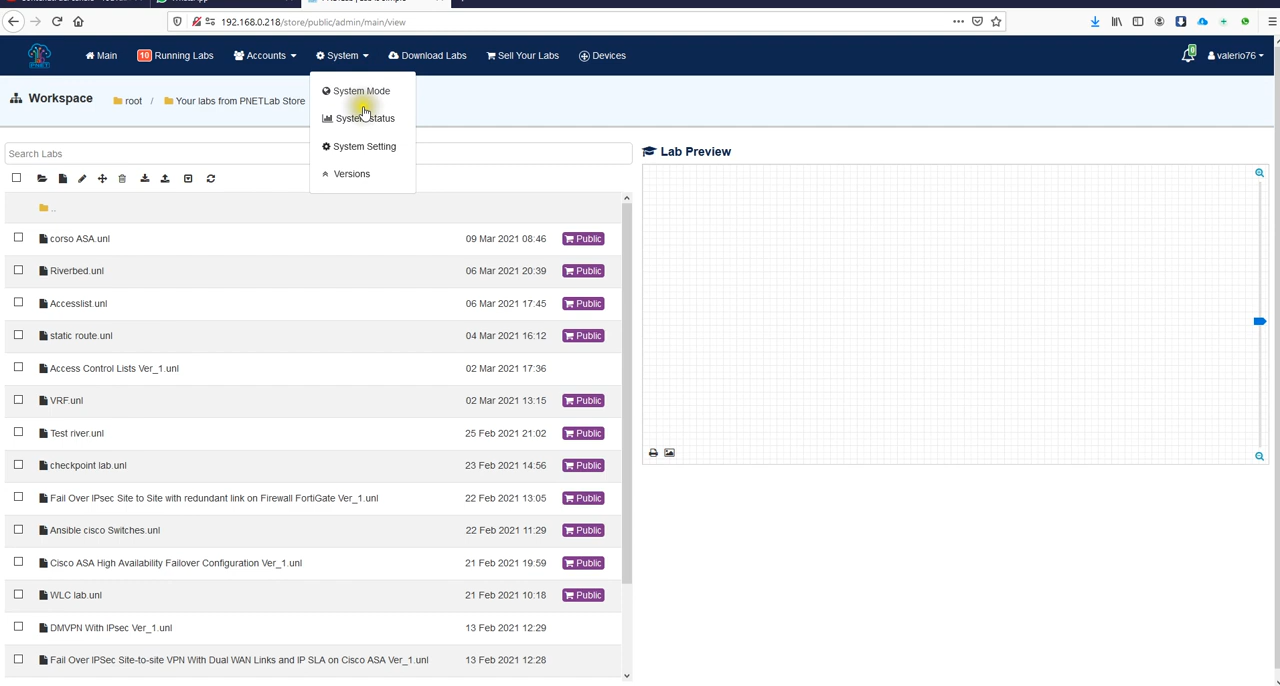 192.168.0.218/store/public/admin/main/view
PNET
Main
10 Running Labs
Accounts
System
Download Labs
Sell Your Labs
Devices
0
valerio76
Workspace
root / Your labs from PNETLab Store
System Mode
System Status
System Setting
Versions
Search Labs
Lab Preview
..
corso ASA.unl 09 Mar 2021 08:46 Public
Riverbed.unl 06 Mar 2021 20:39 Public
Accesslist.unl 06 Mar 2021 17:45 Public
static route.unl 04 Mar 2021 16:12 Public
Access Control Lists Ver_1.unl 02 Mar 2021 17:36
VRF.unl 02 Mar 2021 13:15 Public
Test river.unl 25 Feb 2021 21:02 Public
checkpoint lab.unl 23 Feb 2021 14:56 Public
Fail Over IPsec Site to Site with redundant link on Firewall FortiGate Ver_1.unl 22 Feb 2021 13:05 Public
Ansible cisco Switches.unl 22 Feb 2021 11:29 Public
Cisco ASA High Availability Failover Configuration Ver_1.unl 21 Feb 2021 19:59 Public
WLC lab.unl 21 Feb 2021 10:18 Public
DMVPN With IPsec Ver_1.unl 13 Feb 2021 12:29
Fail Over IPSec Site-to-site VPN With Dual WAN Links and IP SLA on Cisco ASA Ver_1.unl 13 Feb 2021 12:28